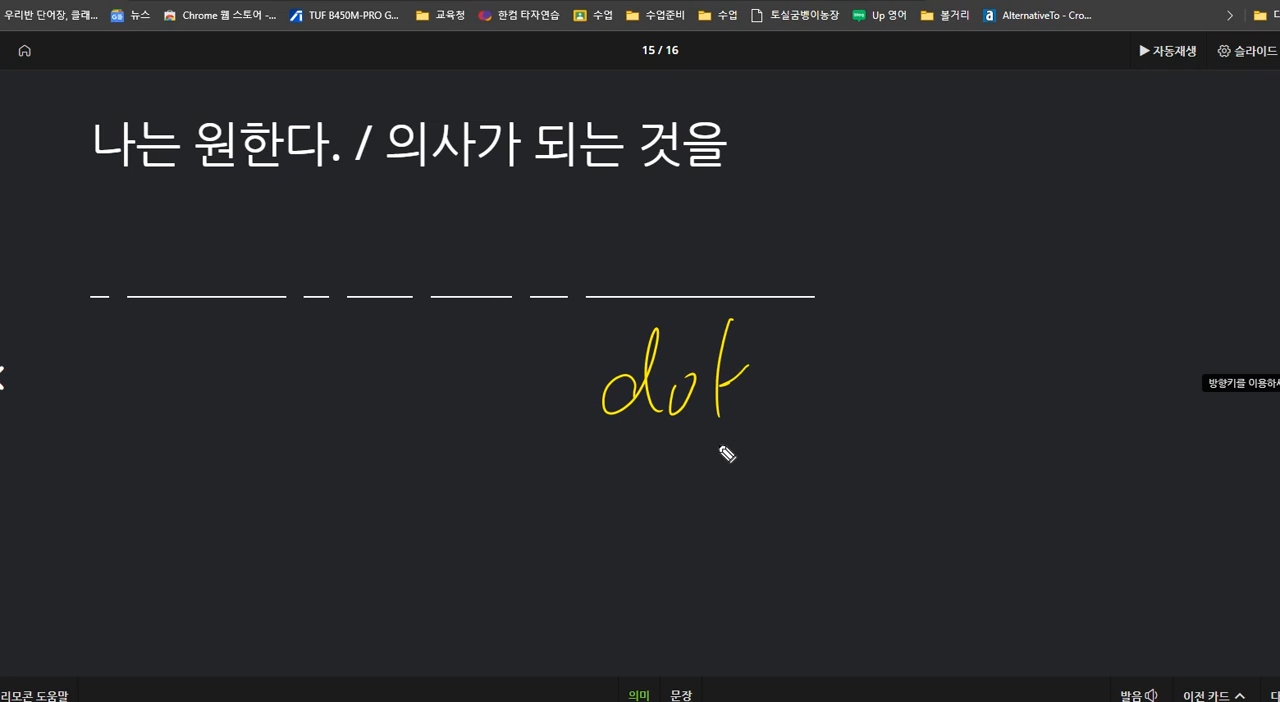 우리반 단어장, 클래... 뉴스 Chrome 웹 스토어 -... TUF B450M-PRO G... 교육청 한컴 타자연습 수업 수업준비 수업 토실굼벵이농장 Up 영어 볼거리 AlternativeTo - Cro...
15 / 16 자동재생 슬라이드
나는 원한다. / 의사가 되는 것을
dot
방향키를 이용하시
리모콘 도움말 의미 문장 발음 이전 카드